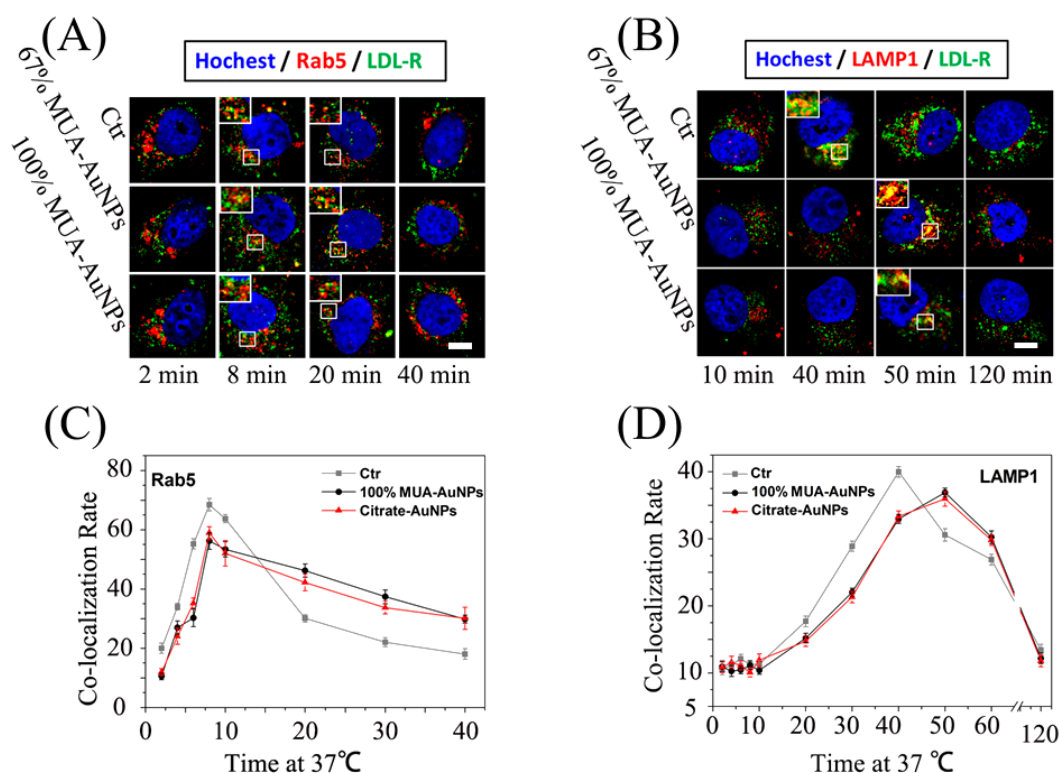 (A)
Hochest / Rab5 / LDL-R
Ctr
67% MUA-AuNPs
100% MUA-AuNPs
2 min 8 min 20 min 40 min
(B)
Hochest / LAMP1 / LDL-R
Ctr
67% MUA-AuNPs
100% MUA-AuNPs
10 min 40 min 50 min 120 min
(C)
Rab5
Ctr
100% MUA-AuNPs
Citrate-AuNPs
Co-localization Rate
80
60
40
20
0
0 10 20 30 40
Time at 37℃
(D)
LAMP1
Ctr
100% MUA-AuNPs
Citrate-AuNPs
Co-localization Rate
40
30
20
10
5
0 10 20 30 40 50 60 120
Time at 37 ℃